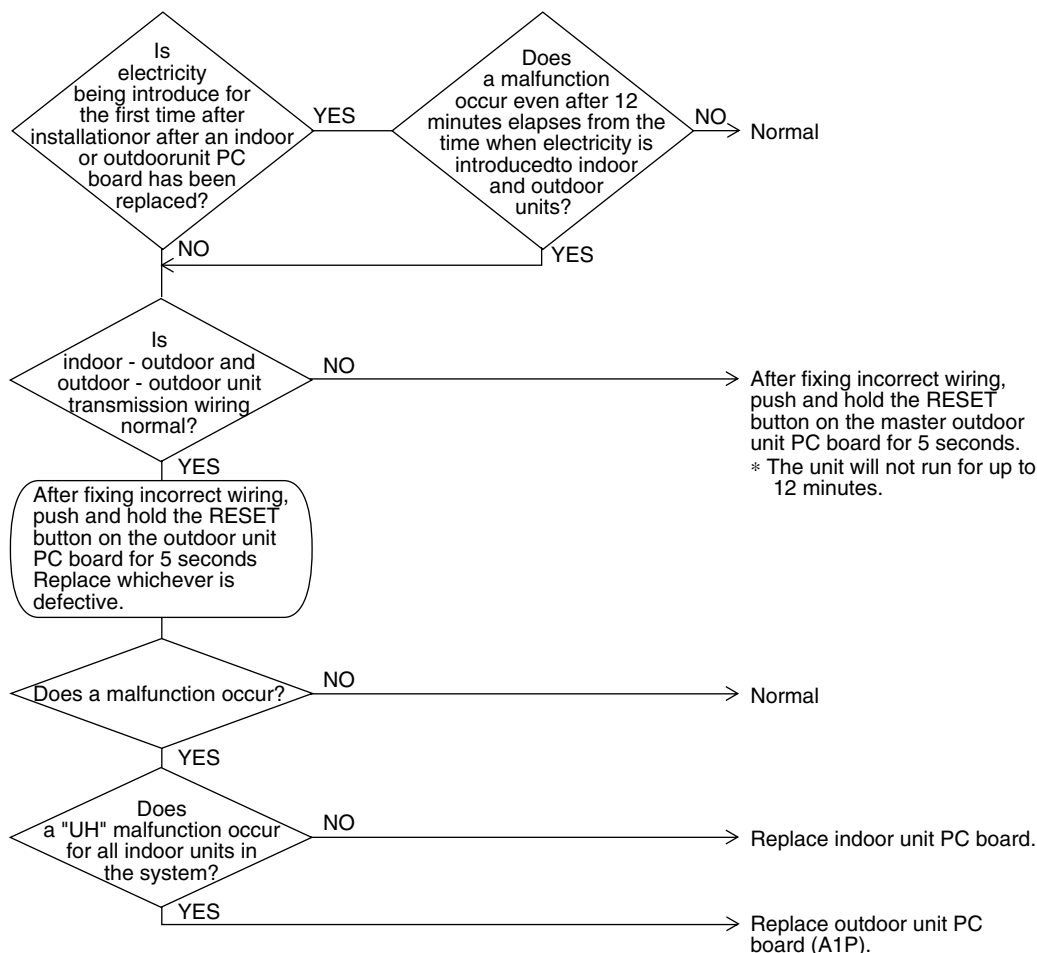 Is
electricity
being introduce for
the first time after
installationor after an indoor
or outdoorunit PC
board has been
replaced?
YES
Does
a malfunction
occur even after 12
minutes elapses from the
time when electricity is
introducedto indoor
and outdoor
units?
NO
Normal
NO
YES
Is
indoor - outdoor and
outdoor - outdoor unit
transmission wiring
normal?
NO
After fixing incorrect wiring,
push and hold the RESET
button on the master outdoor
unit PC board for 5 seconds.
* The unit will not run for up to
12 minutes.
YES
After fixing incorrect wiring,
push and hold the RESET
button on the outdoor unit
PC board for 5 seconds
Replace whichever is
defective.
Does a malfunction occur?
NO
Normal
YES
Does
a "UH" malfunction occur
for all indoor units in
the system?
NO
Replace indoor unit PC board.
YES
Replace outdoor unit PC
board (A1P).